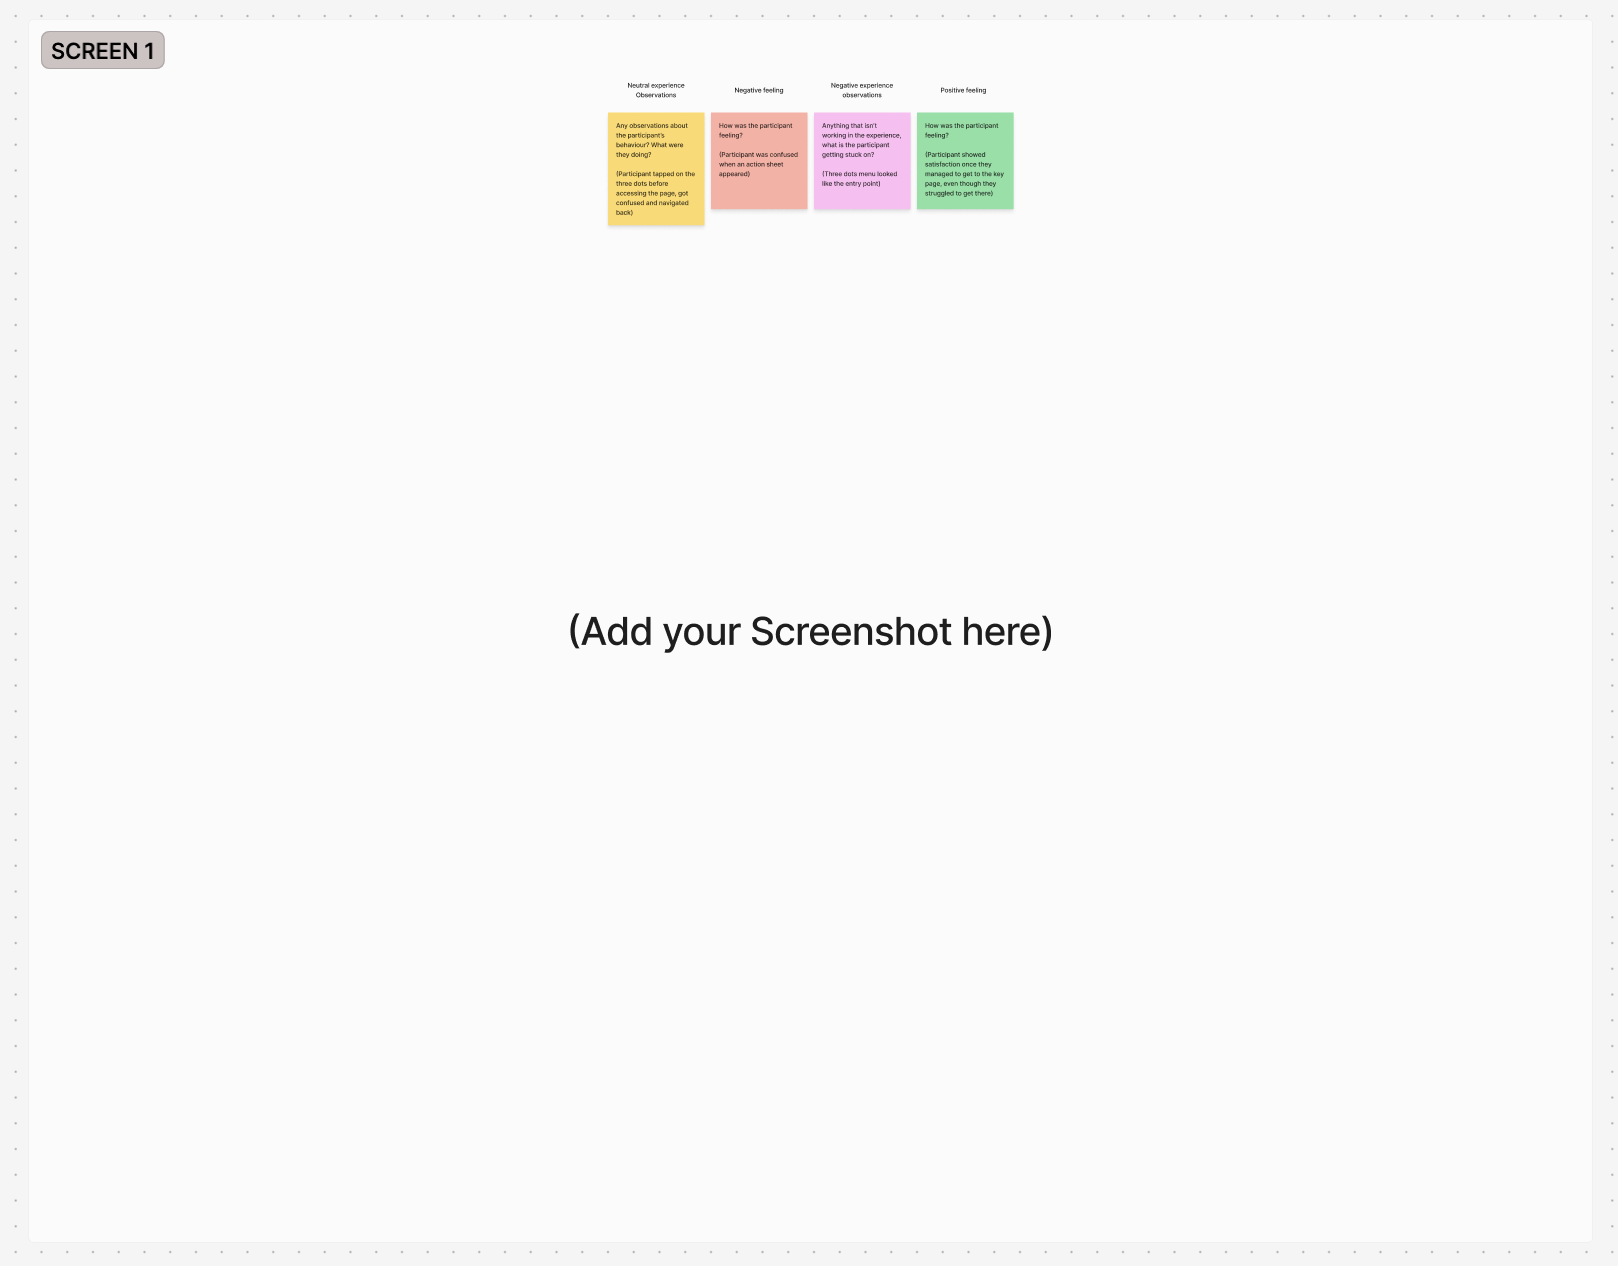 SCREEN 1
Neutral experience
Observations
Negative feeling
Negative experience
observations
Positive feeling
Any observations about
the participant's
behaviour? What were
they doing?
(Participant tapped on the
three dots before
accessing the page, got
confused and navigated
back)
How was the participant
feeling?
(Participant was confused
when an action sheet
appeared)
Anything that isn't
working in the experience,
what is the participant
getting stuck on?
(Three dots menu looked
like the entry point)
How was the participant
feeling?
(Participant showed
satisfaction once they
managed to get to the key
page, even though they
struggled to get there)
(Add your Screenshot here)